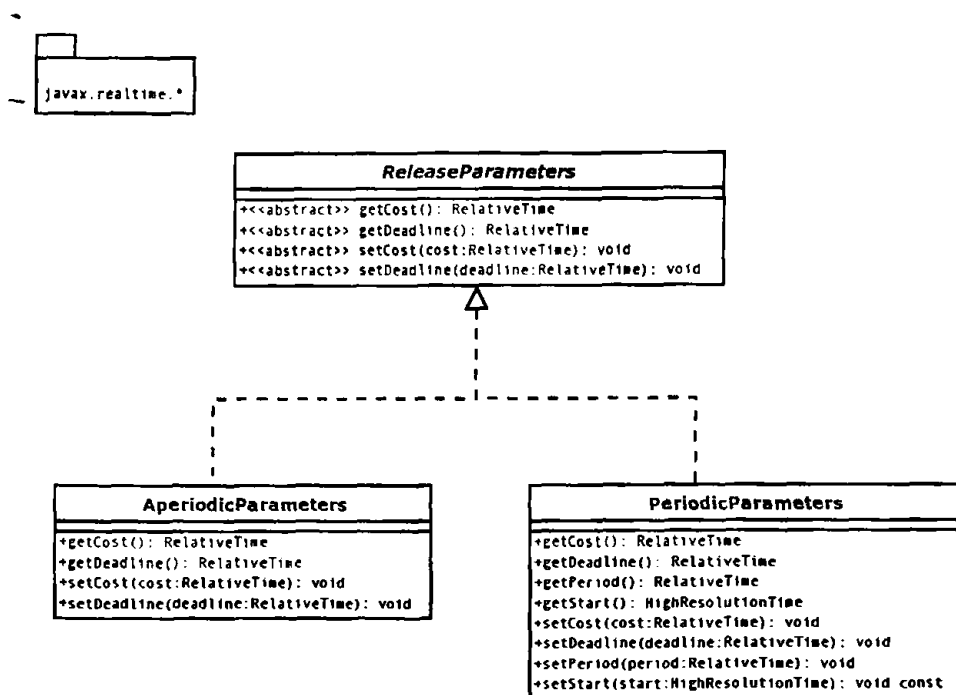 javax.realtime.*
ReleaseParameters
+<<abstract>> getCost(): RelativeTime
+<<abstract>> getDeadline(): RelativeTime
+<<abstract>> setCost(cost:RelativeTime): void
+<<abstract>> setDeadline(deadline:RelativeTime): void
AperiodicParameters
+getCost(): RelativeTime
+getDeadline(): RelativeTime
+setCost(cost:RelativeTime): void
+setDeadline(deadline:RelativeTime): void
PeriodicParameters
+getCost(): RelativeTime
+getDeadline(): RelativeTime
+getPeriod(): RelativeTime
+getStart(): HighResolutionTime
+setCost(cost:RelativeTime): void
+setDeadline(deadline:RelativeTime): void
+setPeriod(period:RelativeTime): void
+setStart(start:HighResolutionTime): void const